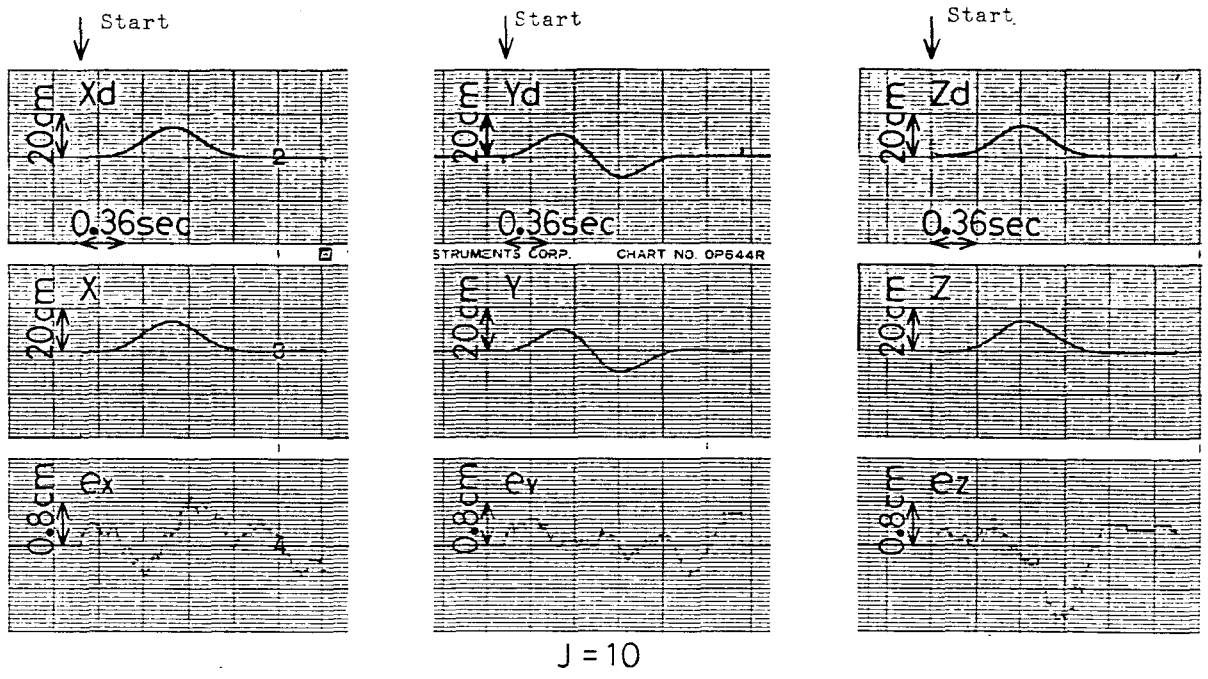 Start Start Start
Xd Yd Zd
20cm 20cm 20cm
2
0.36sec 0.36sec 0.36sec
STRUMENTS CORP. CHART NO. OP544R
X Y Z
20cm 20cm 20cm
3
ex eY ez
0.8cm 0.8cm 0.8cm
4
J = 10